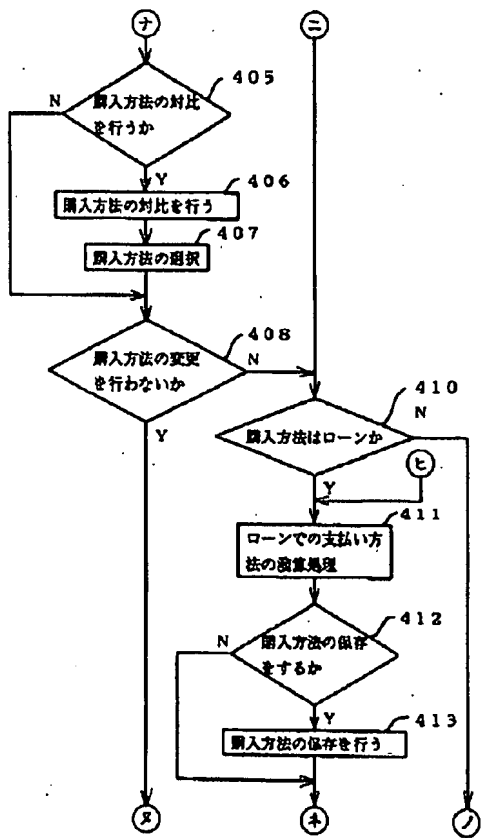 ナ
ニ
405
N
購入方法の対比
を行うか
Y
406
購入方法の対比を行う
407
購入方法の選択
408
購入方法の変更
を行わないか
N
Y
410
N
購入方法はローンか
ヒ
Y
411
ローンでの支払い方
法の演算処理
412
N
購入方法の保存
をするか
Y
413
購入方法の保存を行う
ヌ
ネ
ノ